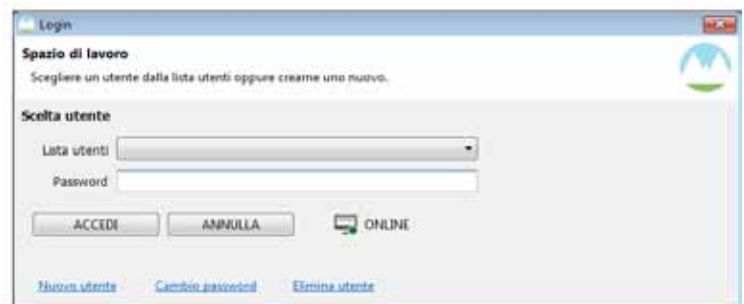 Login
Spazio di lavoro
Scegliere un utente dalla lista utenti oppure crearne uno nuovo.
Scelta utente
Lista utenti
Password
ACCEDI ANNULLA ONLINE
Nuovo utente Cambio password Elimina utente